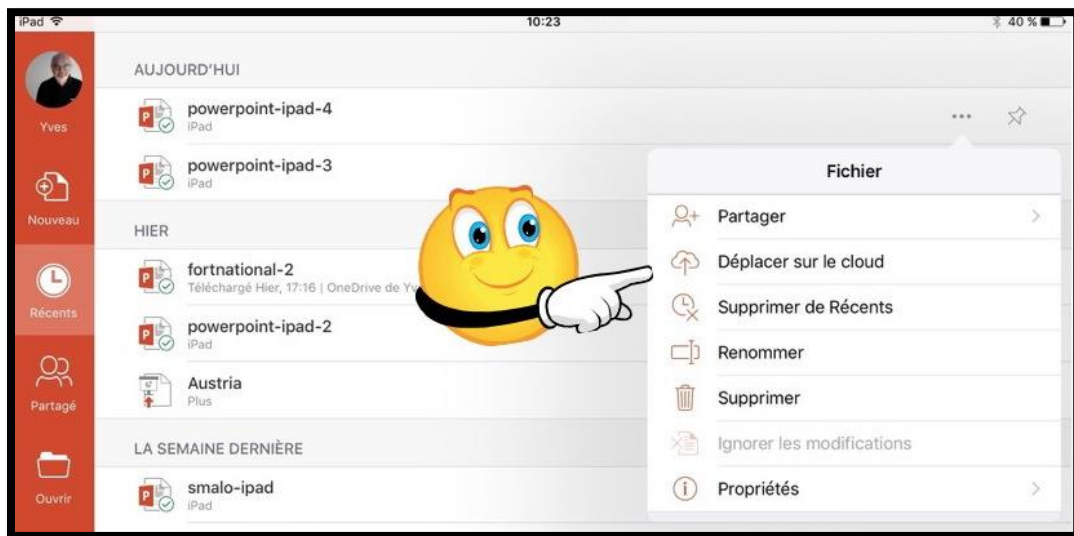 iPad 10:23 40 %
Yves
Nouveau
Récents
Partagé
Ouvrir
AUJOURD'HUI
powerpoint-ipad-4
iPad
powerpoint-ipad-3
iPad
HIER
fortnational-2
Téléchargé Hier, 17:16 | OneDrive de
powerpoint-ipad-2
iPad
Austria
Plus
LA SEMAINE DERNIÈRE
smalo-ipad
iPad
Fichier
Partager
Déplacer sur le cloud
Supprimer de Récents
Renommer
Supprimer
Ignorer les modifications
Propriétés